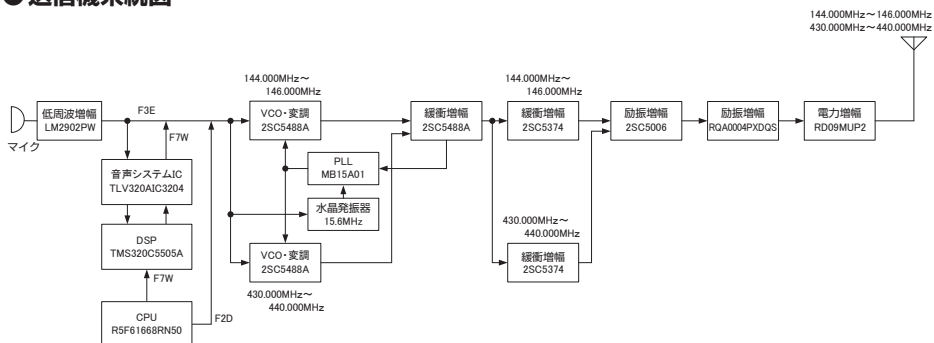 ●送信機系統図
144.000MHz~146.000MHz
430.000MHz~440.000MHz
マイク
低周波増幅
LM2902PW
F3E
F7W
音声システムIC
TLV320AIC3204
DSP
TMS320C5505A
F7W
CPU
R5F61668RN50
F2D
144.000MHz~
146.000MHz
VCO・変調
2SC5488A
PLL
MB15A01
水晶発振器
15.6MHz
VCO・変調
2SC5488A
430.000MHz~
440.000MHz
緩衝増幅
2SC5488A
144.000MHz~
146.000MHz
緩衝増幅
2SC5374
430.000MHz~
440.000MHz
緩衝増幅
2SC5374
励振増幅
2SC5006
励振増幅
RQA0004PXDQS
電力増幅
RD09MUP2